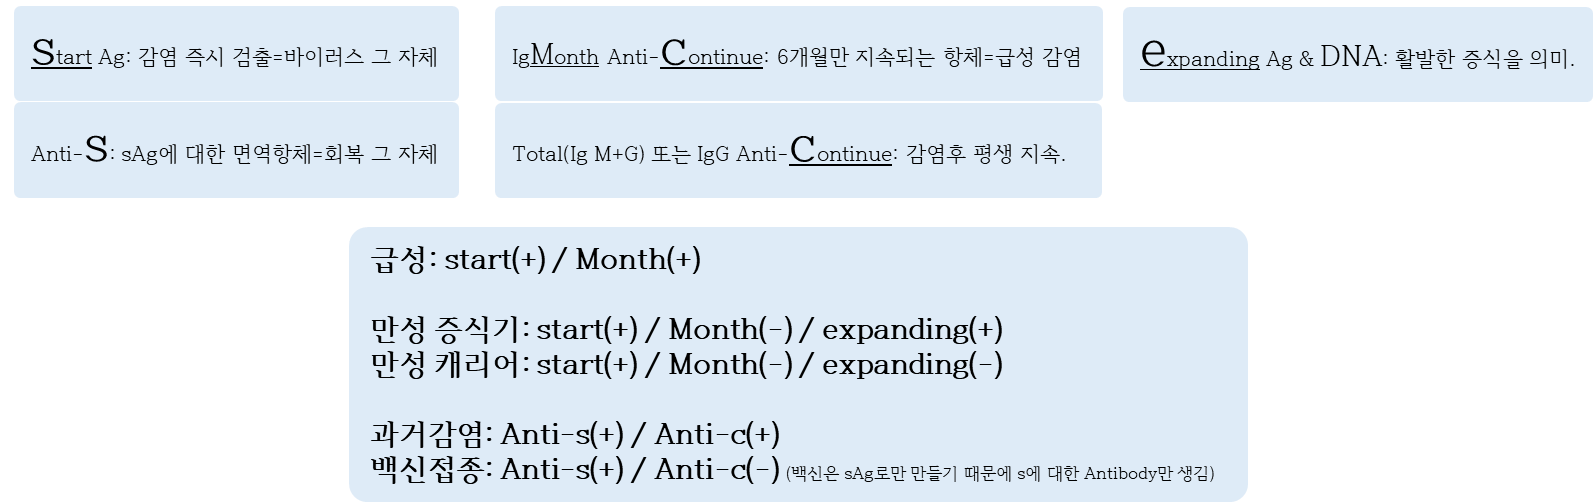 Start Ag: 감염 즉시 검출=바이러스 그 자체
IgMonth Anti-Continue: 6개월만 지속되는 항체=급성 감염
expanding Ag & DNA: 활발한 증식을 의미.
Anti-S: sAg에 대한 면역항체=회복 그 자체
Total(Ig M+G) 또는 IgG Anti-Continue: 감염후 평생 지속.
급성: start(+) / Month(+)
만성 증식기: start(+) / Month(-) / expanding(+)
만성 캐리어: start(+) / Month(-) / expanding(-)
과거감염: Anti-s(+) / Anti-c(+)
백신접종: Anti-s(+) / Anti-c(-) (백신은 sAg로만 만들기 때문에 s에 대한 Antibody만 생김)